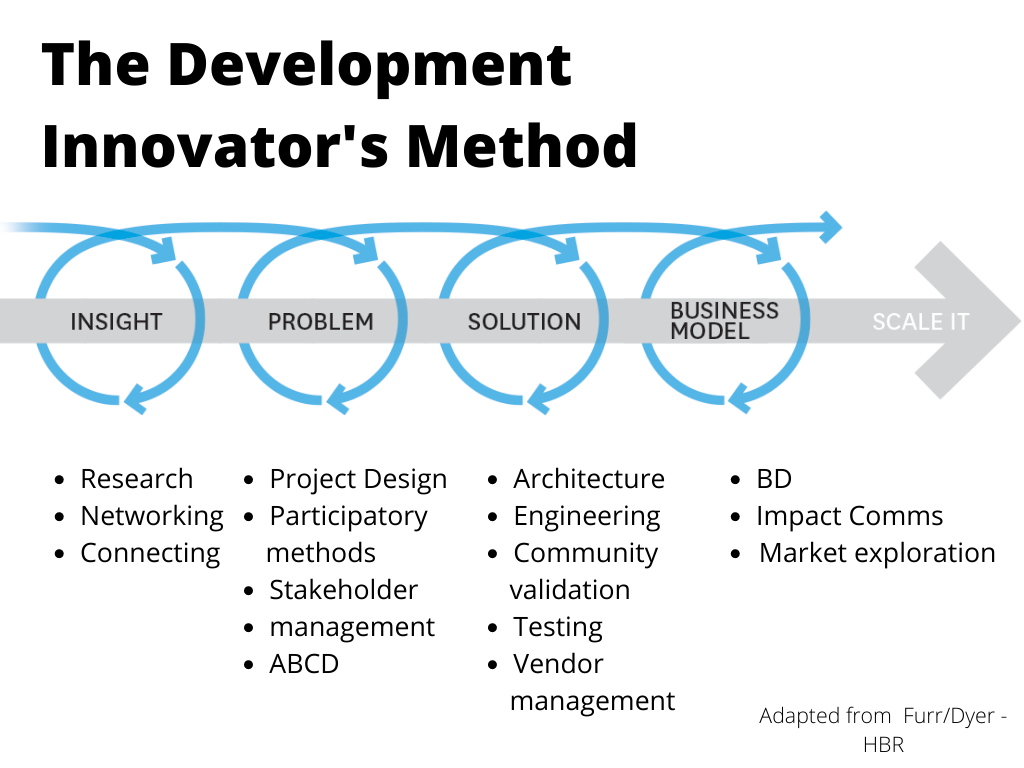 The Development
Innovator's Method
INSIGHT
PROBLEM
SOLUTION
BUSINESS
MODEL
SCALE IT
• Research
• Networking
• Connecting
• Project Design
• Participatory
methods
• Stakeholder
• management
• ABCD
• Architecture
• Engineering
• Community
validation
• Testing
• Vendor
management
• BD
• Impact Comms
• Market exploration
Adapted from Furr/Dyer -
HBR